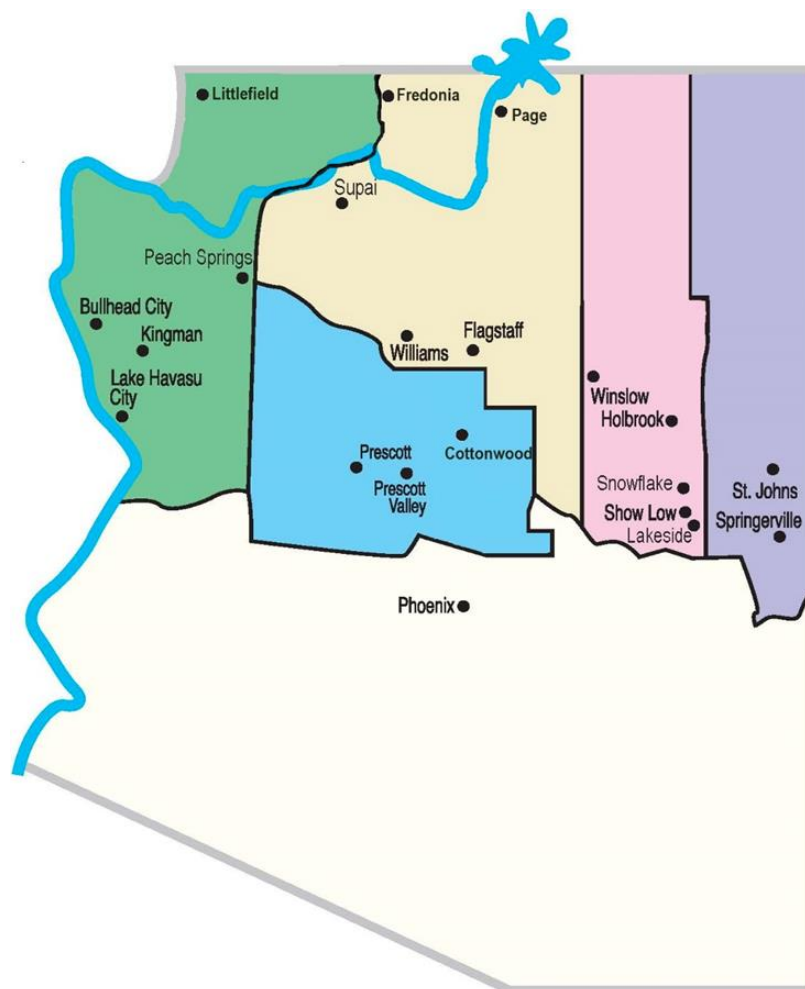 Littlefield
Fredonia
Page
Supai
Peach Springs
Bullhead City
Kingman
Lake Havasu
City
Williams
Flagstaff
Winslow
Holbrook
Prescott
Prescott
Valley
Cottonwood
Snowflake
Show Low
Lakeside
St. Johns
Springerville
Phoenix